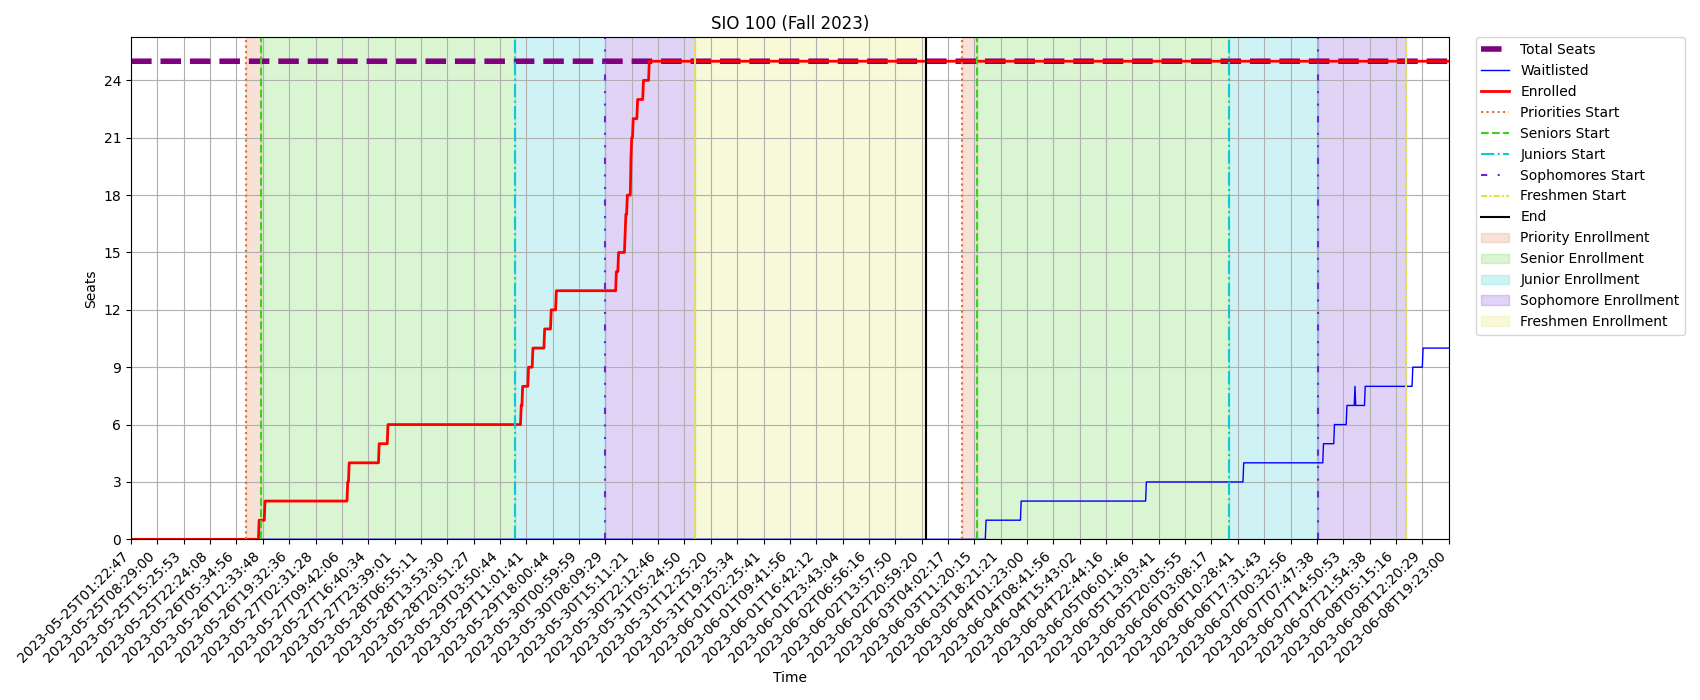 SIO 100 (Fall 2023)
Total Seats
Waitlisted
Enrolled
Priorities Start
Seniors Start
Juniors Start
Sophomores Start
Freshmen Start
End
Priority Enrollment
Senior Enrollment
Junior Enrollment
Sophomore Enrollment
Freshmen Enrollment
Seats
24
21
18
15
12
9
6
3
0
2023-05-25T01:22:47
2023-05-25T08:29:00
2023-05-25T15:25:53
2023-05-25T22:24:08
2023-05-26T05:34:56
2023-05-26T12:33:48
2023-05-26T19:32:36
2023-05-27T02:31:28
2023-05-27T09:42:06
2023-05-27T16:40:34
2023-05-27T23:39:01
2023-05-28T06:55:11
2023-05-28T13:53:30
2023-05-28T20:51:27
2023-05-29T03:50:44
2023-05-29T11:01:41
2023-05-29T18:00:44
2023-05-30T00:59:59
2023-05-30T08:09:29
2023-05-30T15:11:21
2023-05-30T22:12:46
2023-05-31T05:24:50
2023-05-31T12:25:20
2023-05-31T19:25:34
2023-06-01T02:25:41
2023-06-01T09:41:56
2023-06-01T16:42:12
2023-06-01T23:43:04
2023-06-02T06:56:16
2023-06-02T13:57:50
2023-06-02T20:59:20
2023-06-03T04:02:17
2023-06-03T11:20:15
2023-06-03T18:21:21
2023-06-04T01:23:00
2023-06-04T08:41:56
2023-06-04T15:43:02
2023-06-04T22:44:16
2023-06-05T06:01:46
2023-06-05T13:03:41
2023-06-05T20:05:55
2023-06-06T03:08:17
2023-06-06T10:28:41
2023-06-06T17:31:43
2023-06-07T00:32:56
2023-06-07T07:47:38
2023-06-07T14:50:53
2023-06-07T21:54:38
2023-06-08T05:15:16
2023-06-08T12:20:29
2023-06-08T19:23:00
Time